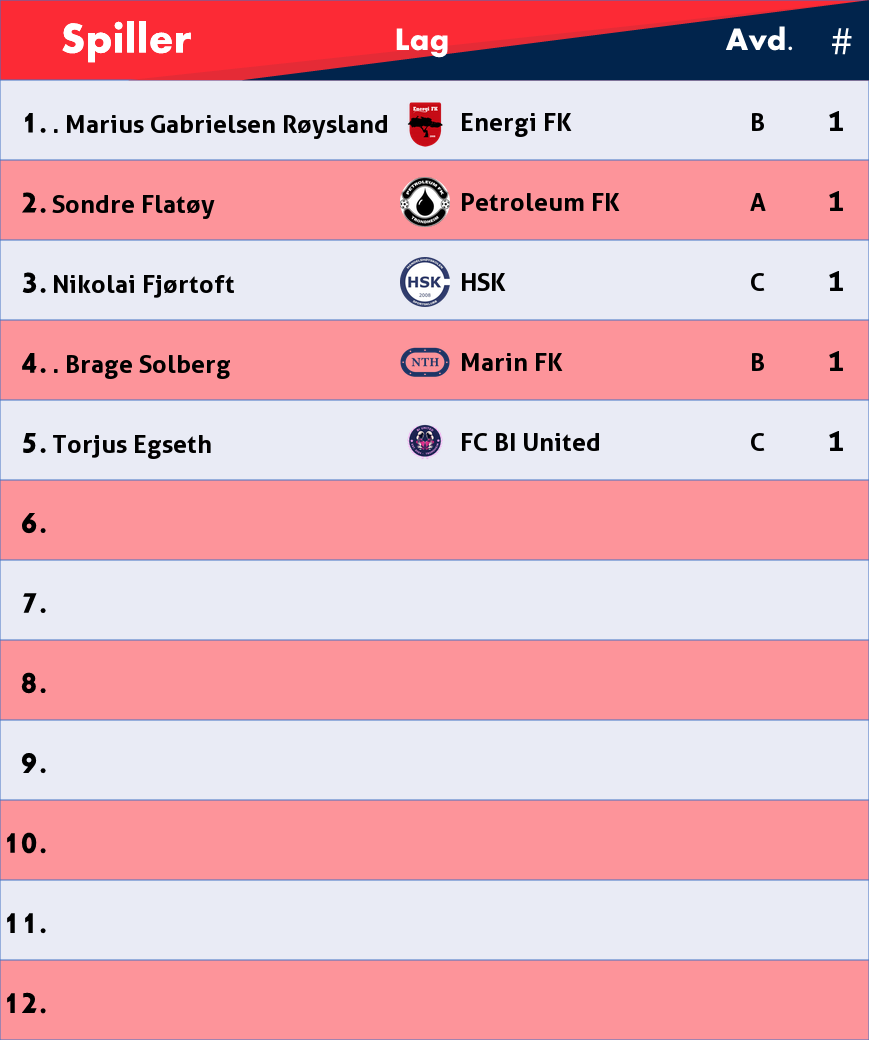 Spiller Lag Avd. #
1. . Marius Gabrielsen Røysland Energi FK Energi FK B 1
2. Sondre Flatøy PETROLEUM FK TRONDHEIM Petroleum FK A 1
3. Nikolai Fjørtoft HSK 2008 HSK C 1
4. . Brage Solberg NTH Marin FK B 1
5. Torjus Egseth FC BI United C 1
6.
7.
8.
9.
10.
11.
12.